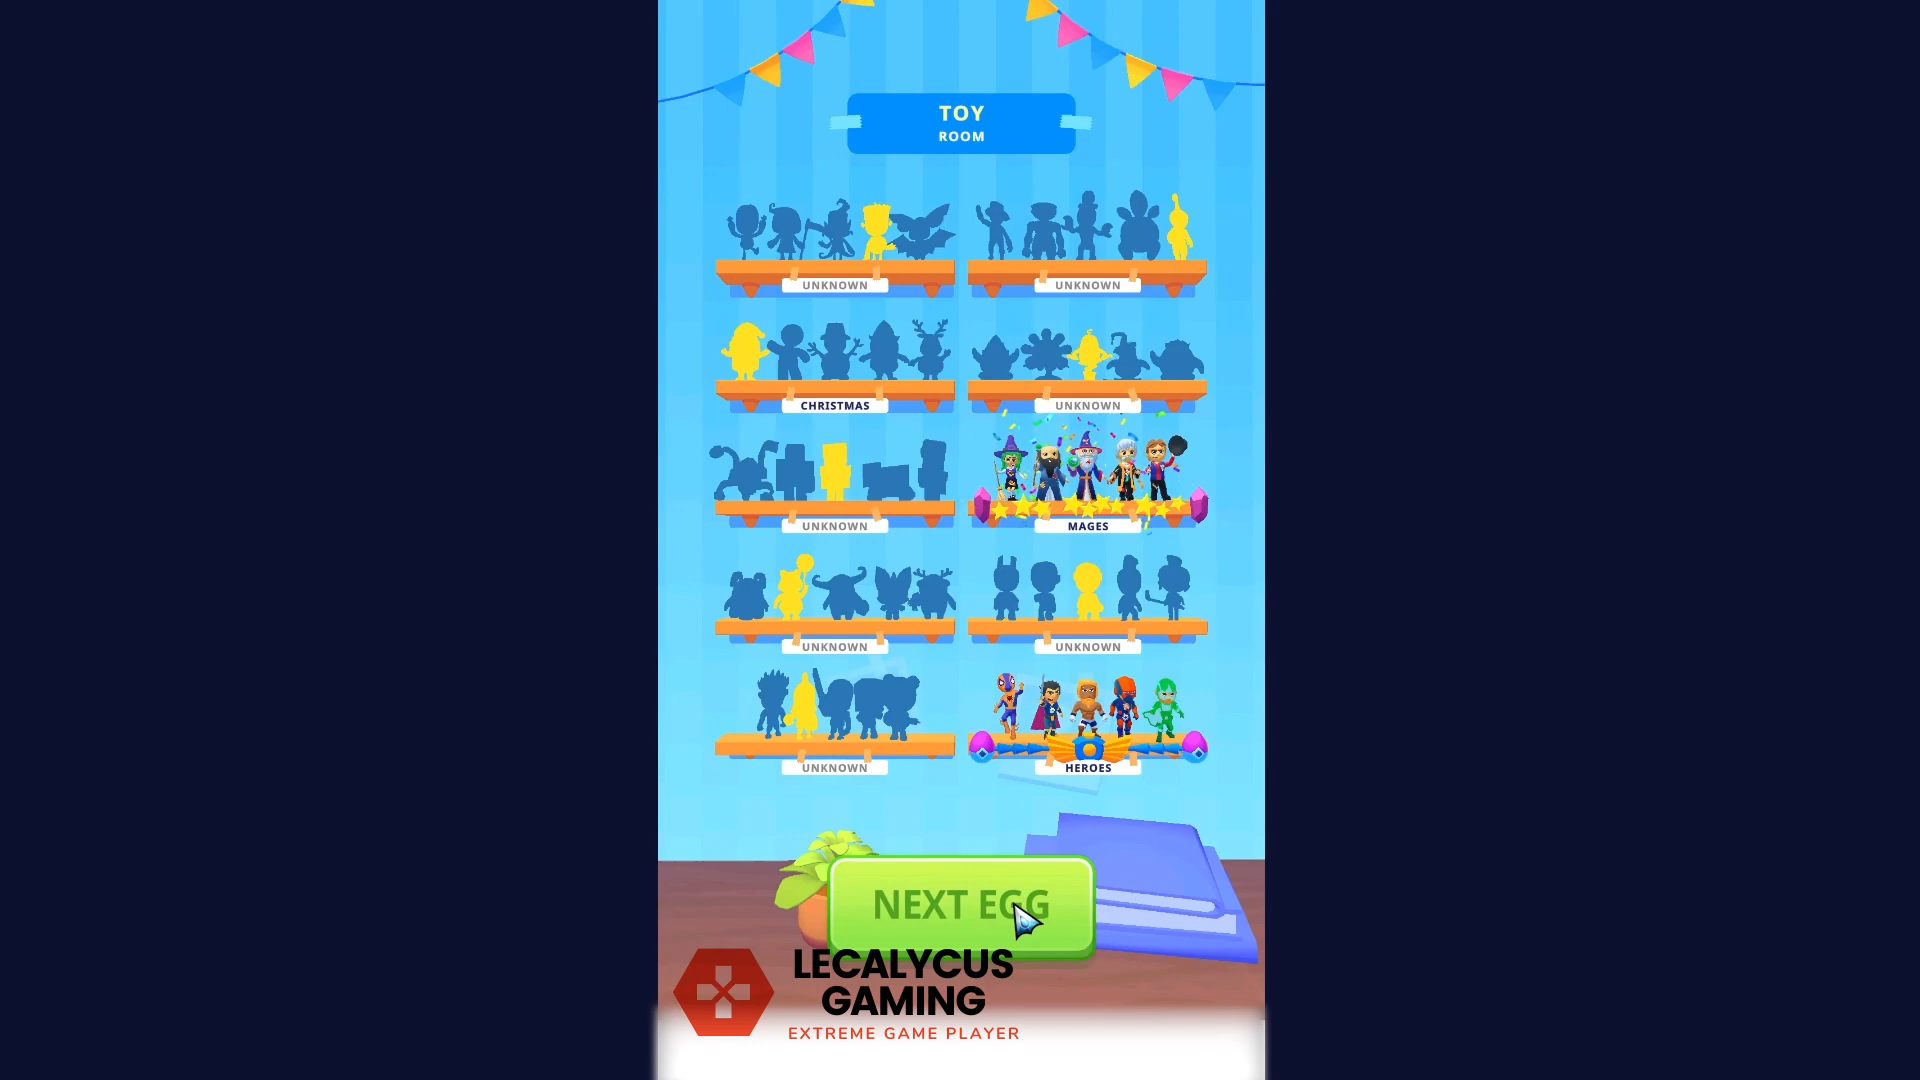 TOY
ROOM
UNKNOWN
UNKNOWN
CHRISTMAS
UNKNOWN
UNKNOWN
MAGES
UNKNOWN
UNKNOWN
UNKNOWN
HEROES
NEXT EGG
LECALYCUS
GAMING
EXTREME GAME PLAYER